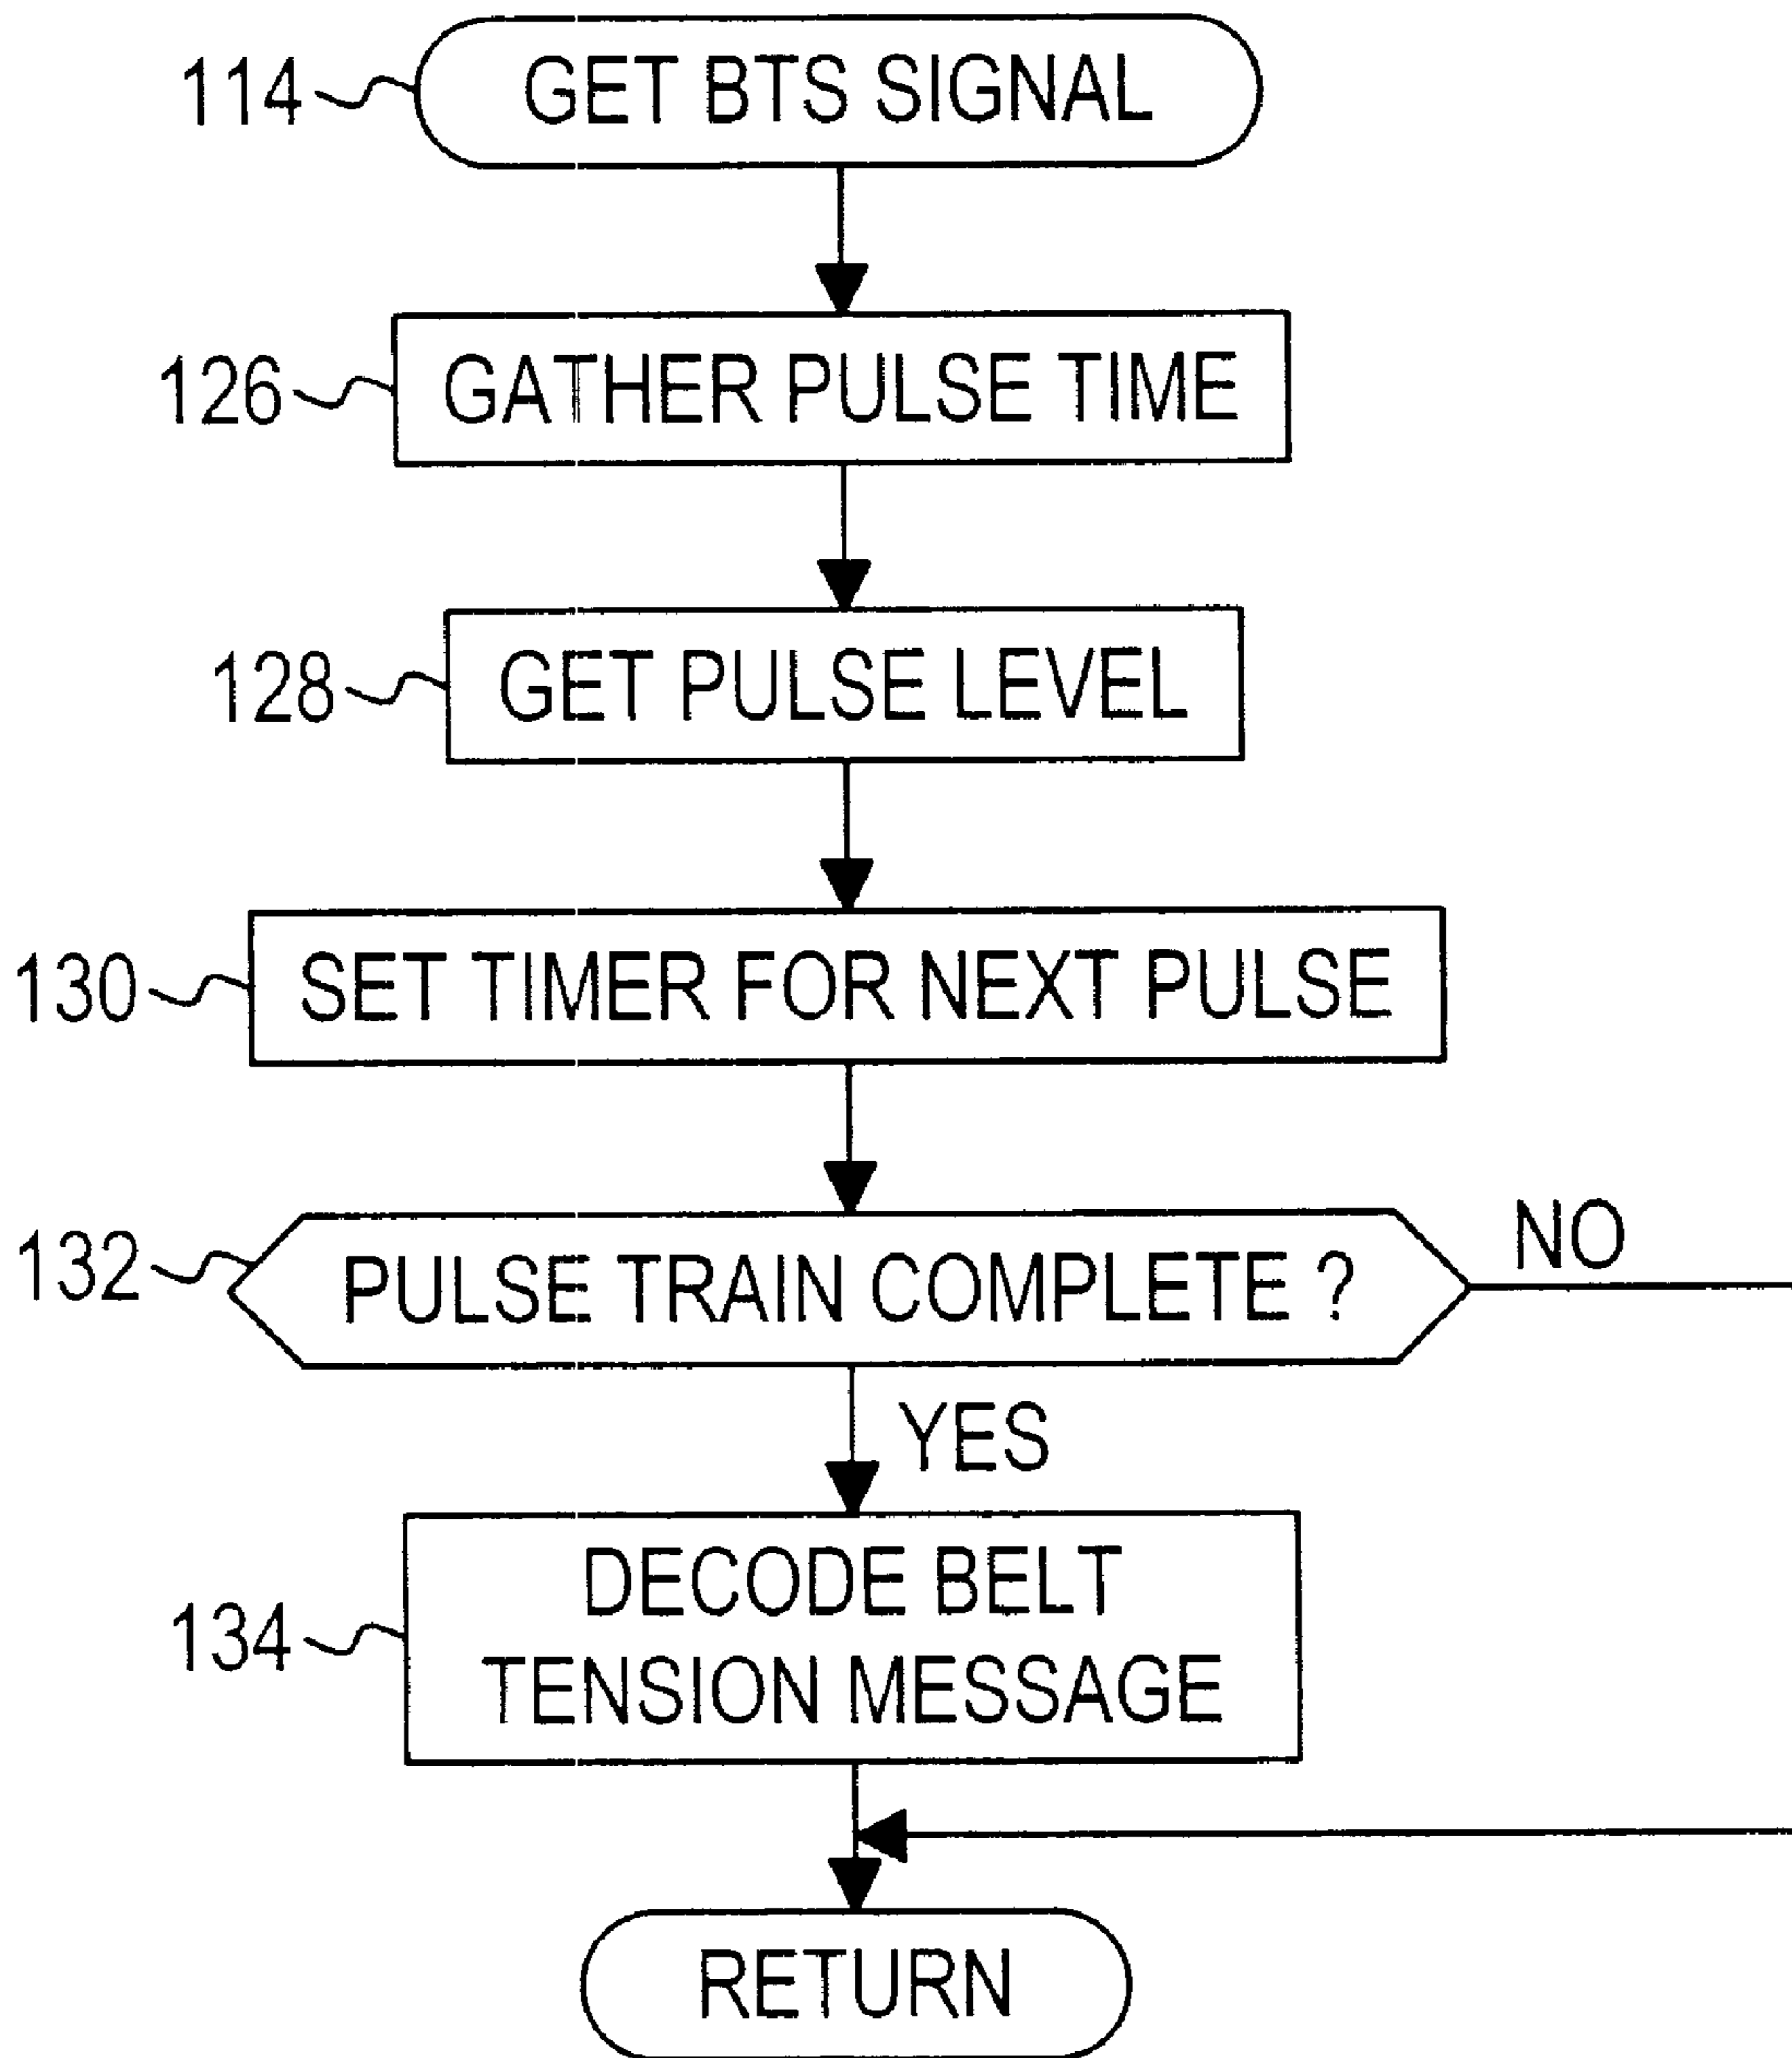 114 GET BTS SIGNAL
126 GATHER PULSE TIME
128 GET PULSE LEVEL
130 SET TIMER FOR NEXT PULSE
132 PULSE TRAIN COMPLETE ? NO
YES
134 DECODE BELT
TENSION MESSAGE
RETURN